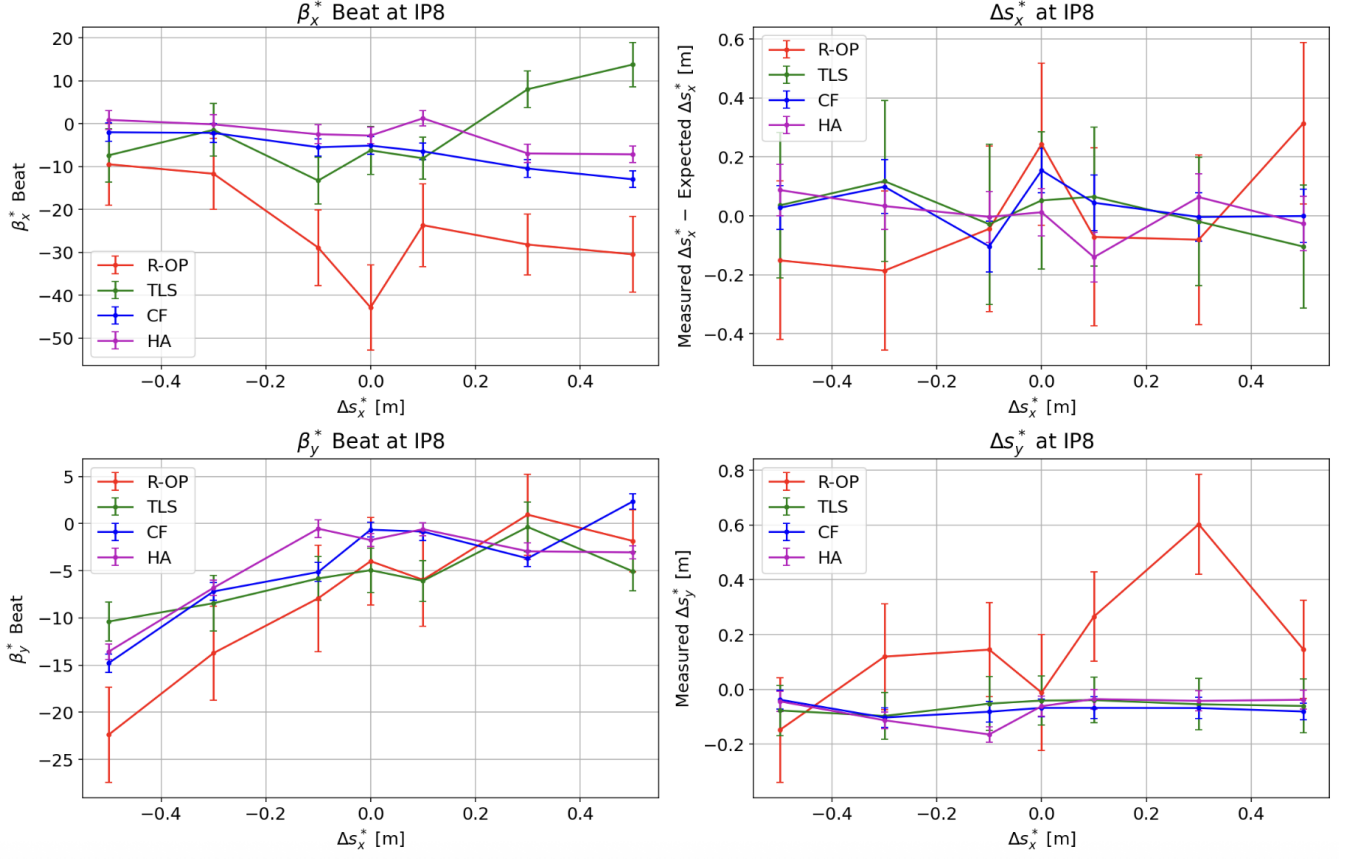 β*x Beat at IP8
β*x Beat
20
10
0
−10
−20
−30
−40
−50
R-OP
TLS
CF
HA
−0.4
−0.2
0.0
0.2
0.4
Δs*x [m]
Δs*x at IP8
Measured Δs*x − Expected Δs*x [m]
0.6
0.4
0.2
0.0
−0.2
−0.4
R-OP
TLS
CF
HA
−0.4
−0.2
0.0
0.2
0.4
Δs*x [m]
β*y Beat at IP8
β*y Beat
5
0
−5
−10
−15
−20
−25
R-OP
TLS
CF
HA
−0.4
−0.2
0.0
0.2
0.4
Δs*x [m]
Δs*y at IP8
Measured Δs*y [m]
0.8
0.6
0.4
0.2
0.0
−0.2
R-OP
TLS
CF
HA
−0.4
−0.2
0.0
0.2
0.4
Δs*x [m]